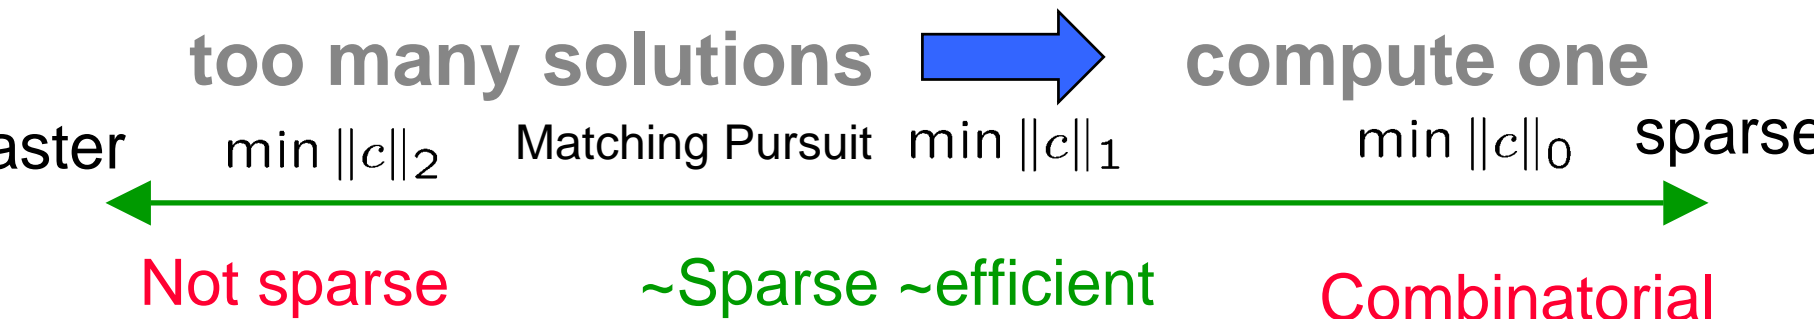 too many solutions compute one
aster min ‖c‖₂ Matching Pursuit min ‖c‖₁ min ‖c‖₀ sparse
Not sparse ~Sparse ~efficient Combinatorial